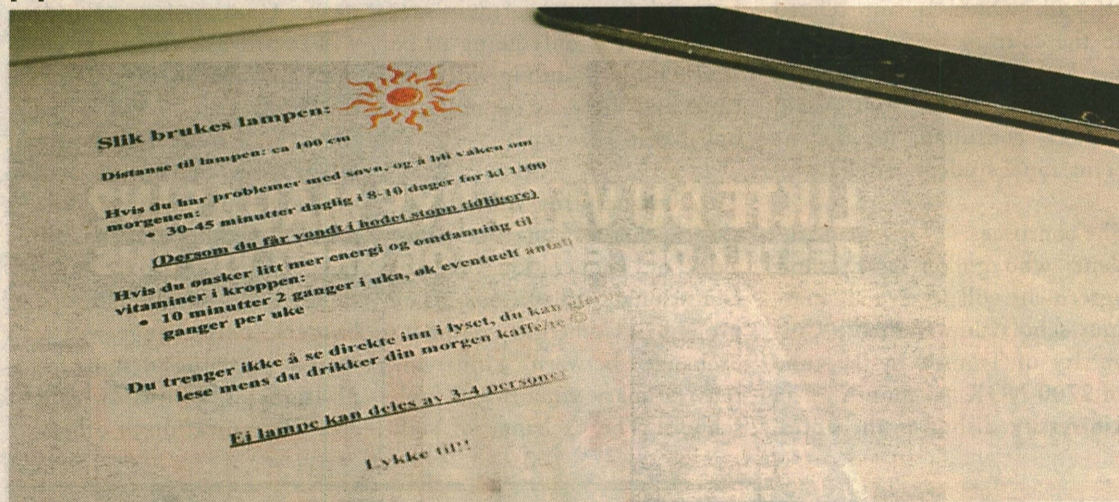 Slik brukes lampen:
Distanse til lampen: ca 100 cm
Hvis du har problemer med søvn, og å bli våken om
morgenen:
• 30-45 minutter daglig i 8-10 dager før kl 1100
(Dersom du får vondt i hodet stopp tidligere)
Hvis du ønsker litt mer energi og omdanning til
vitaminer i kroppen:
• 10 minutter 2 ganger i uka, øk eventuelt antall
ganger per uke
Du trenger ikke å se direkte inn i lyset, du kan gjerne
lese mens du drikker din morgen kaffe/te
Ei lampe kan deles av 3-4 personer
Lykke til!!